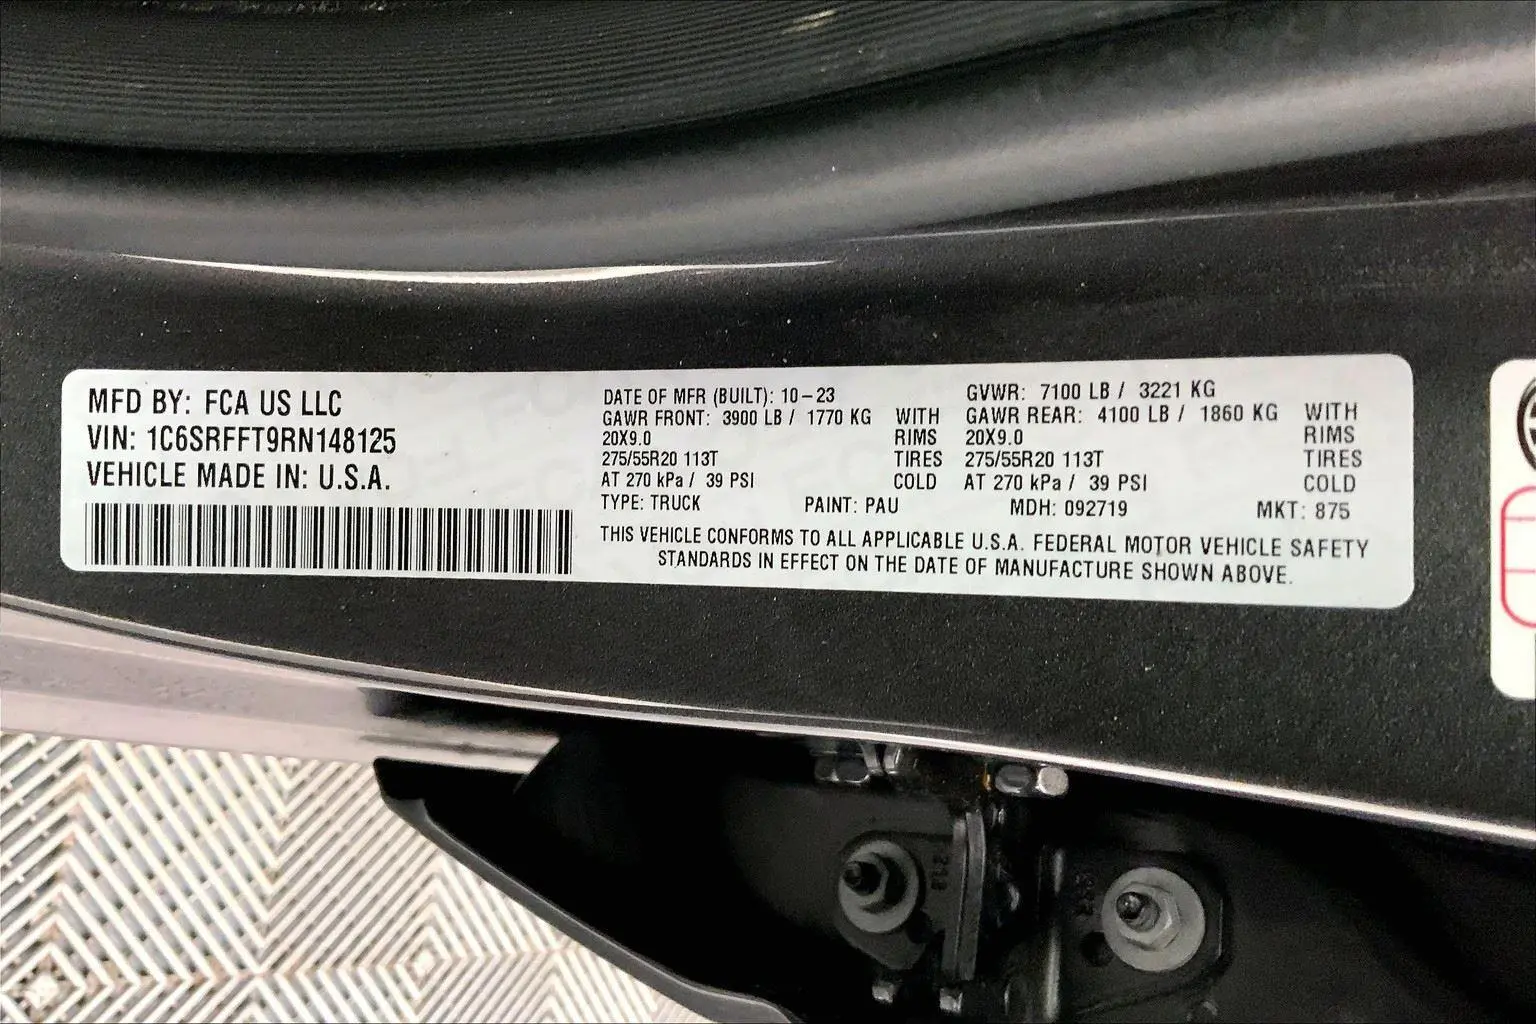 MFD BY: FCA US LLC
VIN: 1C6SRFFT9RN148125
VEHICLE MADE IN: U.S.A.
DATE OF MFR (BUILT): 10-23 GVWR: 7100 LB / 3221 KG
GAWR FRONT: 3900 LB / 1770 KG WITH GAWR REAR: 4100 LB / 1860 KG WITH
20X9.0 RIMS 20X9.0 RIMS
275/55R20 113T TIRES 275/55R20 113T TIRES
AT 270 kPa / 39 PSI COLD AT 270 kPa / 39 PSI COLD
TYPE: TRUCK PAINT: PAU MDH: 092719 MKT: 875
THIS VEHICLE CONFORMS TO ALL APPLICABLE U.S.A. FEDERAL MOTOR VEHICLE SAFETY
STANDARDS IN EFFECT ON THE DATE OF MANUFACTURE SHOWN ABOVE.